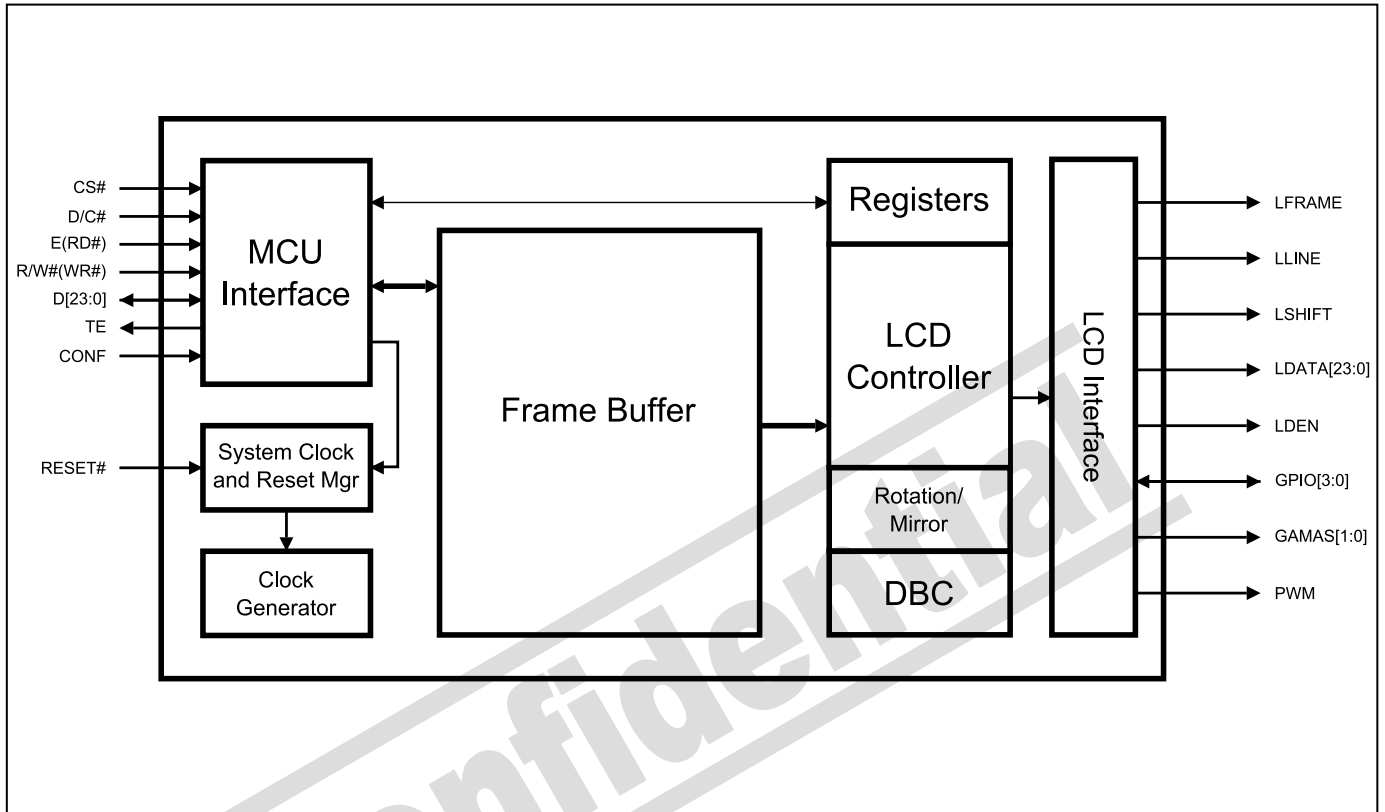 CS#
D/C#
E(RD#)
R/W#(WR#)
D[23:0]
TE
CONF
RESET#
MCU
Interface
System Clock
and Reset Mgr
Clock
Generator
Frame Buffer
Registers
LCD
Controller
Rotation/
Mirror
DBC
LCD Interface
LFRAME
LLINE
LSHIFT
LDATA[23:0]
LDEN
GPIO[3:0]
GAMAS[1:0]
PWM
onfidential